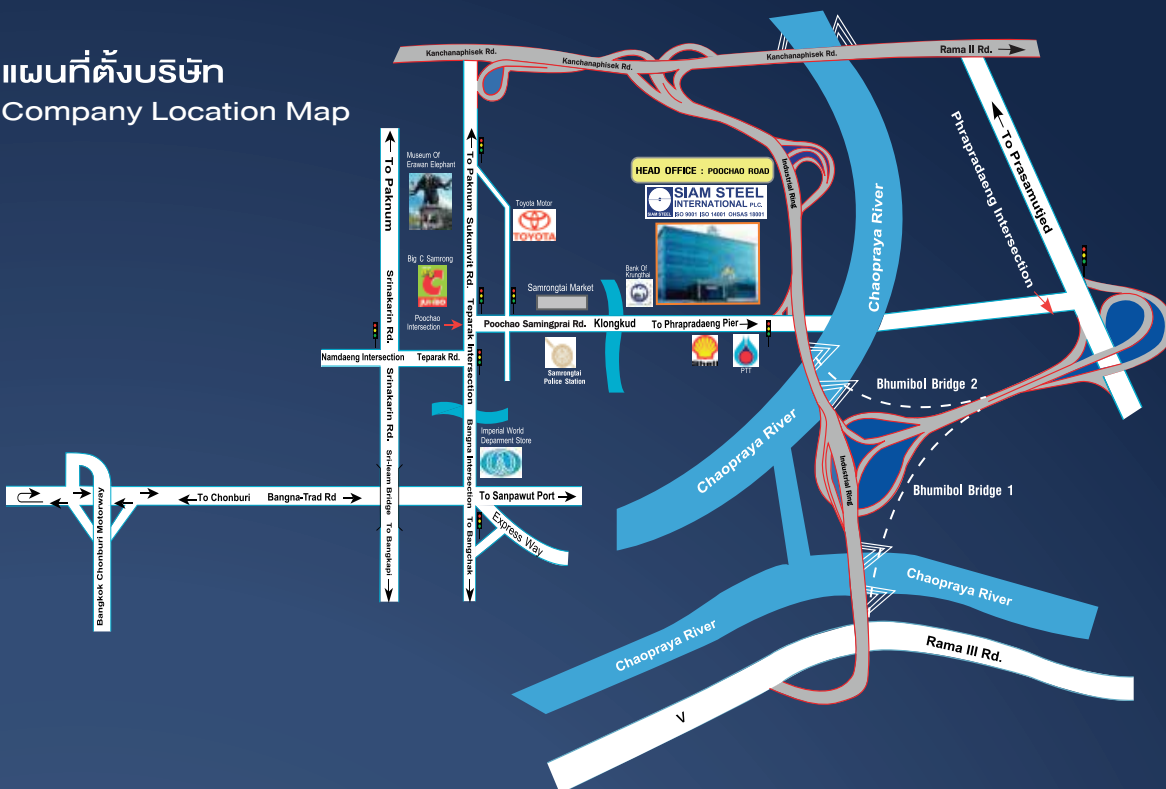 แผนที่ตั้งบริษัท
Company Location Map
Kanchanaphisek Rd.
Kanchanaphisek Rd.
Kanchanaphisek Rd.
Rama II Rd.
To Prasamutjed
Phrapradaeng Intersection
To Paknum
Srinakarin Rd.
Srinakarin Rd.
Sri-leam Bridge
To Bangkapi
Museum Of
Erawan Elephant
To Paknum
Sukumvit Rd.
Teparak Intersection
Bangna Intersection
To Bangchak
Toyota Motor
TOYOTA
Big C Samrong
C
JUMBO
Poochao
Intersection
HEAD OFFICE : POOCHAO ROAD
SIAM STEEL
INTERNATIONAL PLC.
SIAM STEEL
ISO 9001 ISO 14001 OHSAS 18001
Industrial Ring
Chaopraya River
Samrongtai Market
Bank Of
Krungthai
Poochao Samingprai Rd.
Klongkud
To Phrapradaeng Pier
Namdaeng Intersection
Teparak Rd.
Samrongtai
Police Station
PTT
Bhumibol Bridge 2
Imperial World
Deparment Store
Chaopraya River
Industrial Ring
Bhumibol Bridge 1
To Chonburi
Bangna-Trad Rd
To Sanpawut Port
Express Way
Bangkok Chonburi Motorway
Chaopraya River
Chaopraya River
Rama III Rd.
V